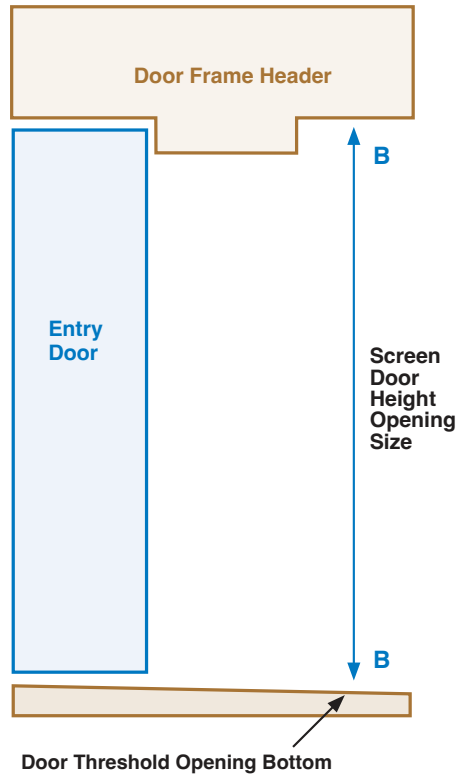 Door Frame Header
B
Entry
Door
Screen
Door
Height
Opening
Size
B
Door Threshold Opening Bottom